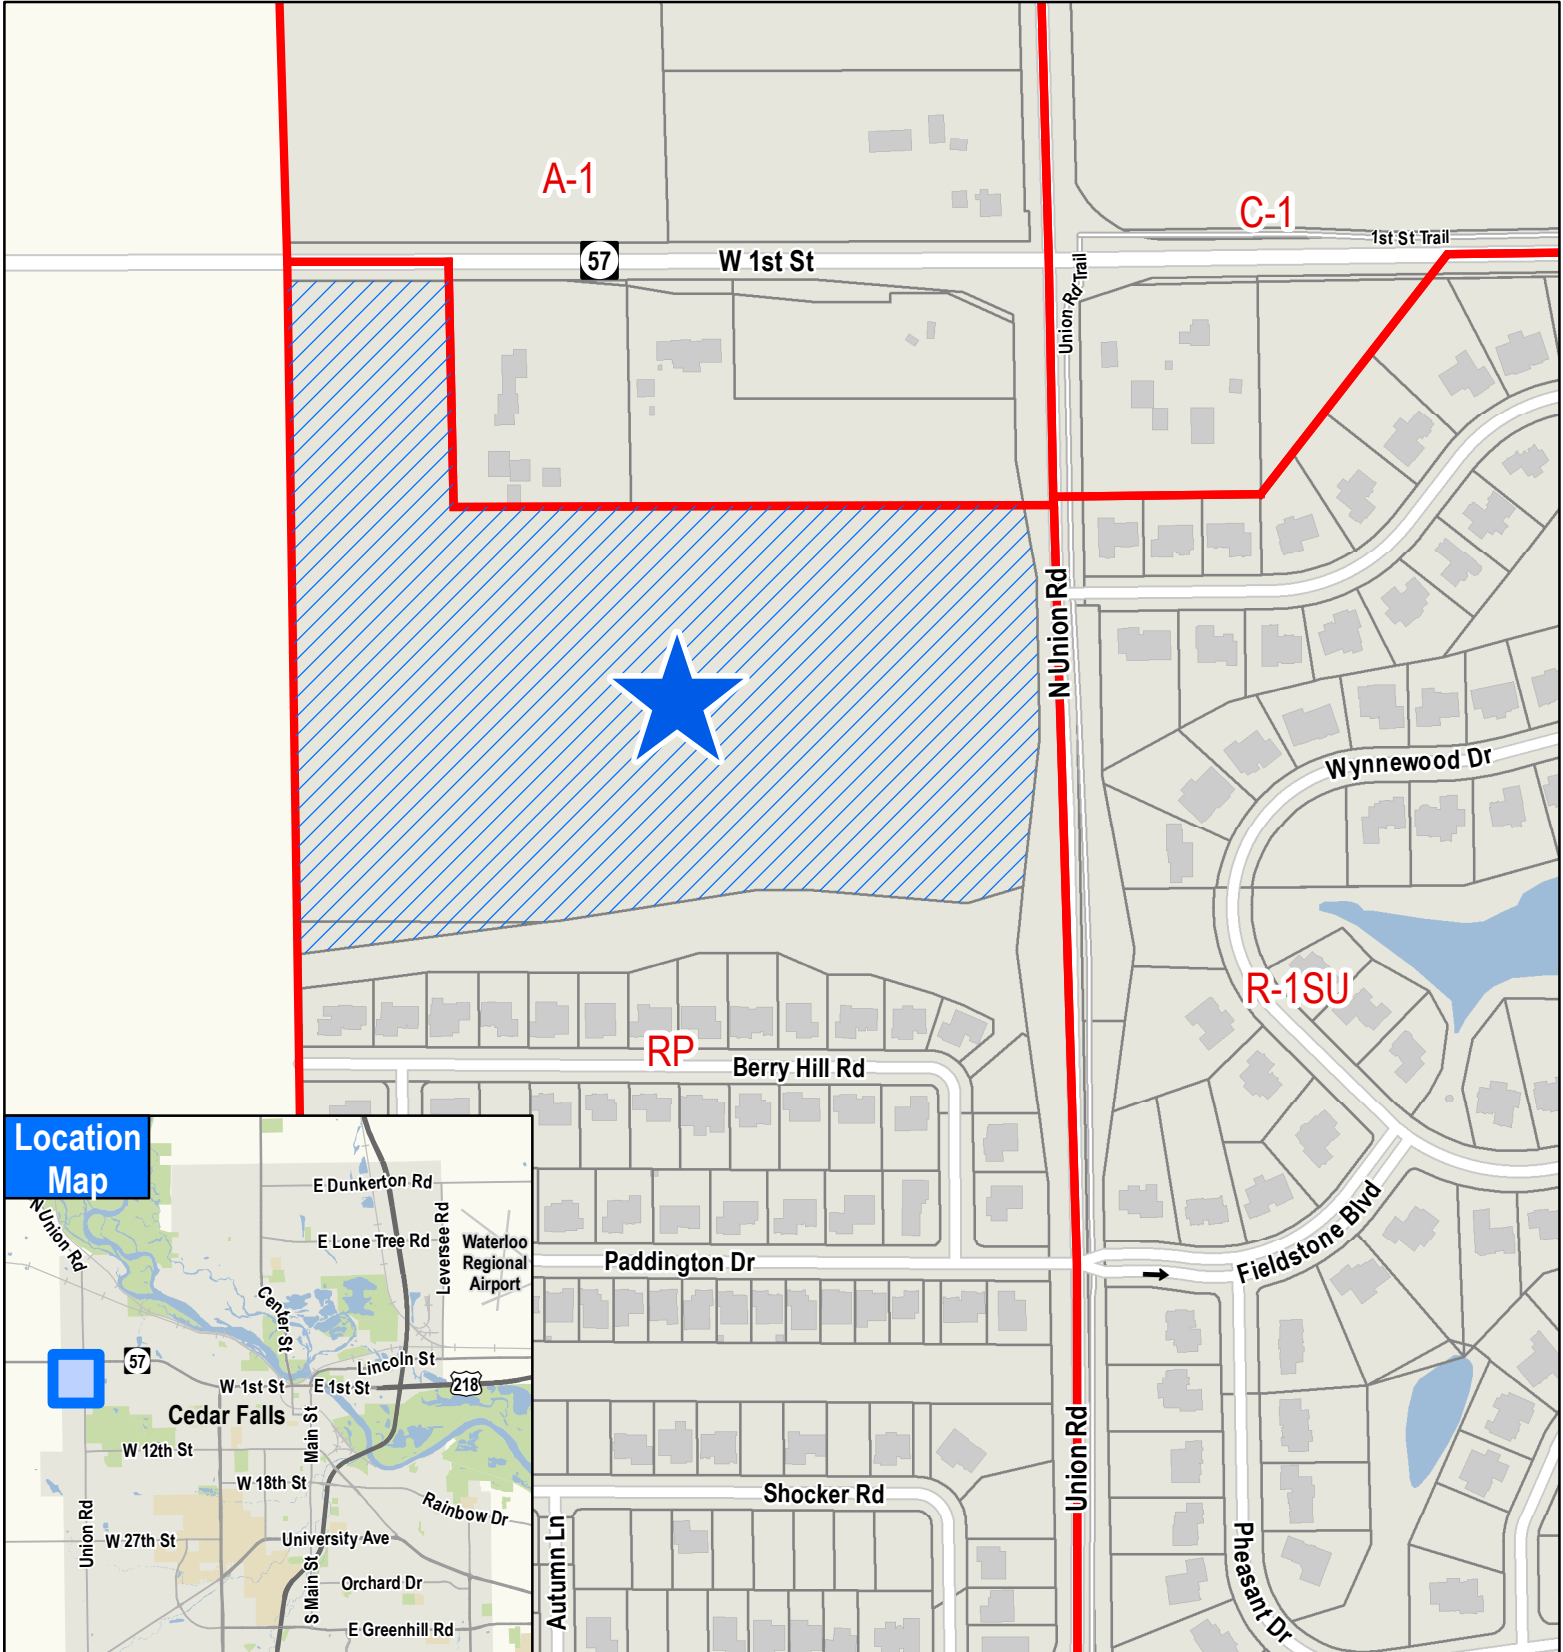 A-1
C-1
1st St Trail
57
W 1st St
Union Rd Trail
N Union Rd
Wynnewood Dr
R-1SU
RP
Berry Hill Rd
Location
Map
Paddington Dr
Fieldstone Blvd
Union Rd
Shocker Rd
Autumn Ln
Pheasant Dr
E Dunkerton Rd
N Union Rd
E Lone Tree Rd
Leversee Rd
Waterloo
Regional
Airport
Center St
57
Lincoln St
W 1st St
E 1st St
218
Cedar Falls
Main St
W 12th St
W 18th St
Rainbow Dr
Union Rd
W 27th St
University Ave
S Main St
Orchard Dr
E Greenhill Rd